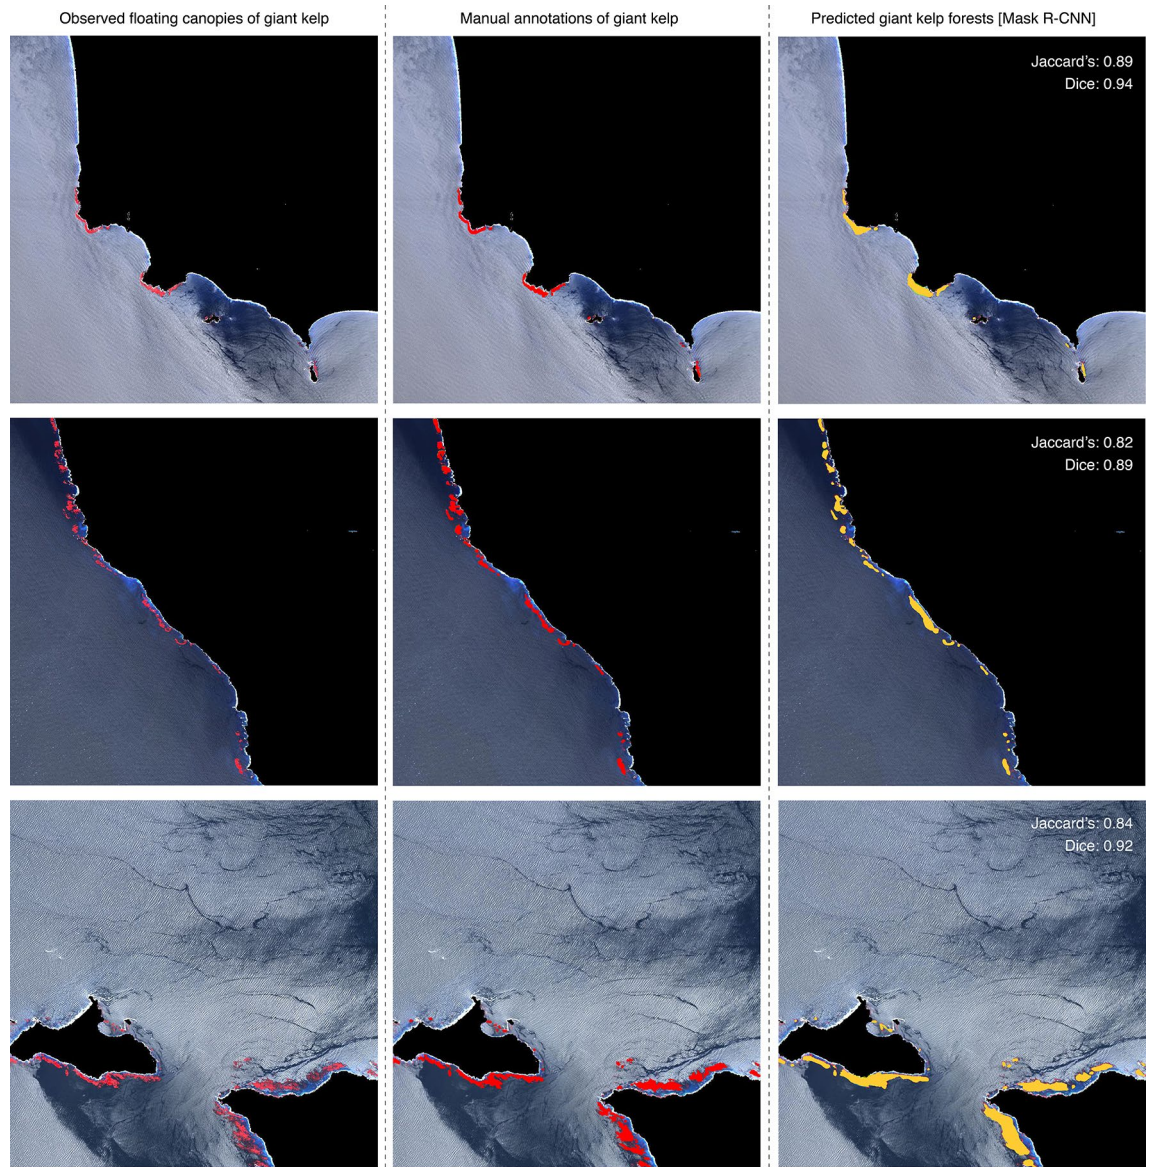 Observed floating canopies of giant kelp
Manual annotations of giant kelp
Predicted giant kelp forests [Mask R-CNN]
Jaccard’s: 0.89
Dice: 0.94
Jaccard’s: 0.82
Dice: 0.89
Jaccard’s: 0.84
Dice: 0.92